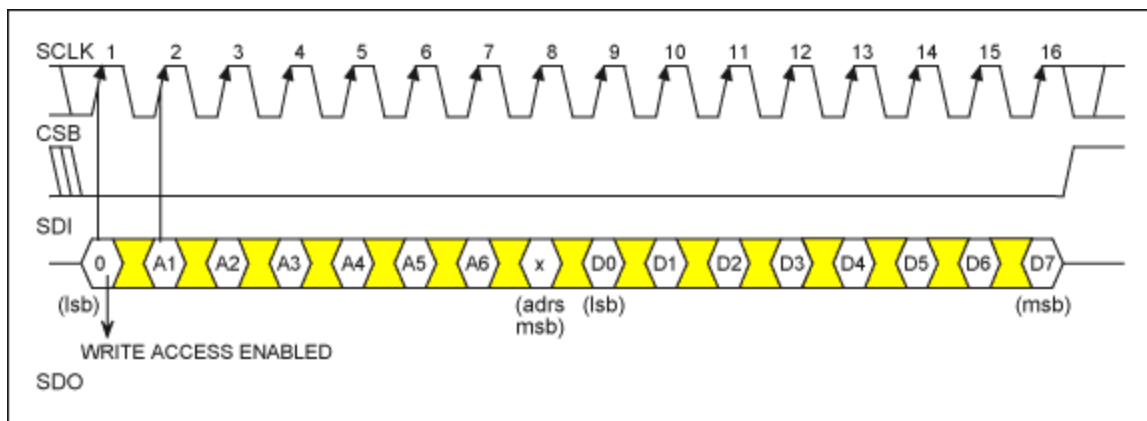 SCLK 1 2 3 4 5 6 7 8 9 10 11 12 13 14 15 16
CSB
SDI
0 A1 A2 A3 A4 A5 A6 x D0 D1 D2 D3 D4 D5 D6 D7
(lsb) (adrs (lsb) (msb)
msb)
WRITE ACCESS ENABLED
SDO